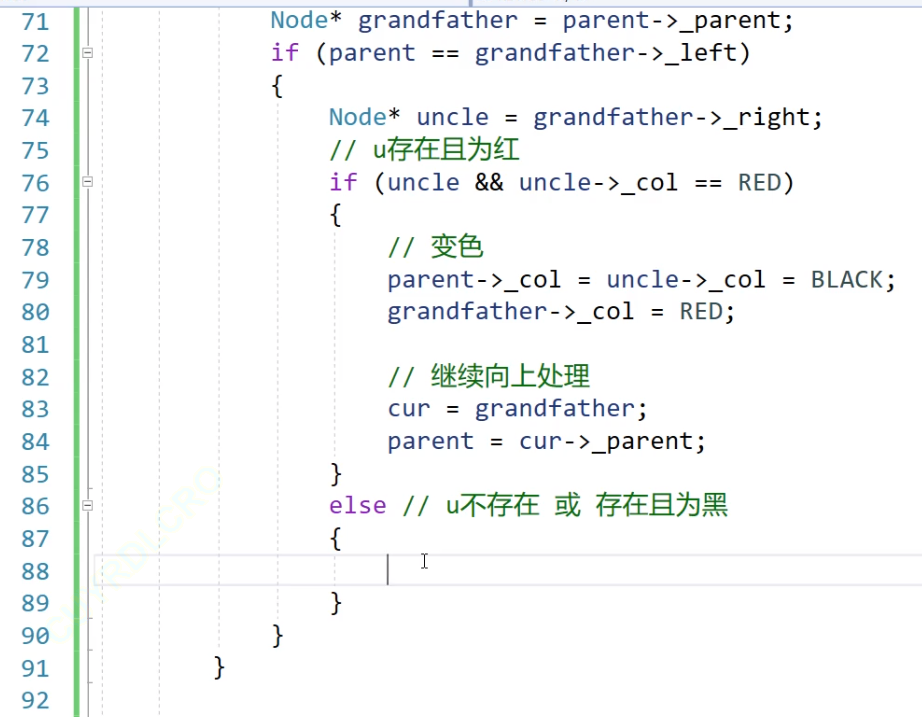 71 Node* grandfather = parent->_parent;
72 if (parent == grandfather->_left)
73 {
74 Node* uncle = grandfather->_right;
75 // u存在且为红
76 if (uncle && uncle->_col == RED)
77 {
78 // 变色
79 parent->_col = uncle->_col = BLACK;
80 grandfather->_col = RED;
81
82 // 继续向上处理
83 cur = grandfather;
84 parent = cur->_parent;
85 }
86 else // u不存在 或 存在且为黑
87 {
88
89 }
90 }
91 }
92